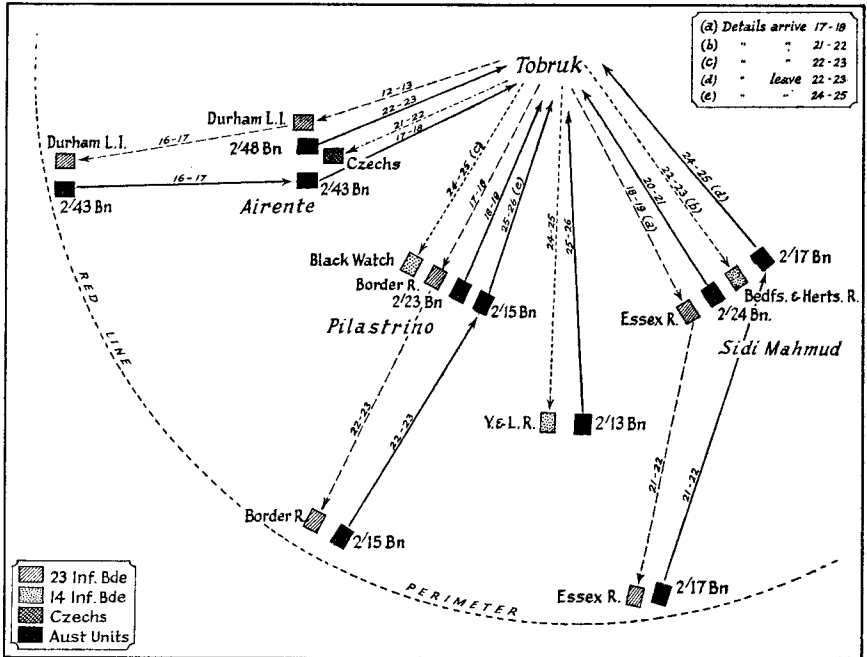 (a) Details arrive 17-18
(b) " " 21-22
(c) " " 22-23
(d) " leave 22-23
(e) " " 24-25
Tobruk
12-13
22-23
21-22
17-18
Durham L.I.
Durham L.I.
16-17
2/48 Bn
Czechs
2/43 Bn
16-17
2/43 Bn
Airente
24-25 (c)
17-18
18-19
25-26 (e)
24-25
25-26
18-19 (a)
20-21
22-23 (b)
24-25 (d)
Black Watch
Border R.
2/23 Bn
2/15 Bn
Pilastrino
2/17 Bn
Bedfs. & Herts. R.
2/24 Bn.
Essex R.
Sidi Mahmud
RED LINE
22-23
22-23
Y. & L. R.
2/13 Bn
21-22
21-22
Border R.
2/15 Bn
PERIMETER
Essex R.
2/17 Bn
23 Inf. Bde
14 Inf. Bde
Czechs
Aust Units